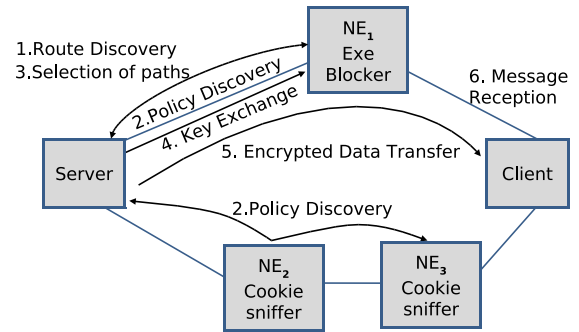 1.Route Discovery
3.Selection of paths
NE1
Exe
Blocker
2.Policy Discovery
4. Key Exchange
6. Message
Reception
5. Encrypted Data Transfer
Server
Client
2.Policy Discovery
NE2
Cookie
sniffer
NE3
Cookie
sniffer